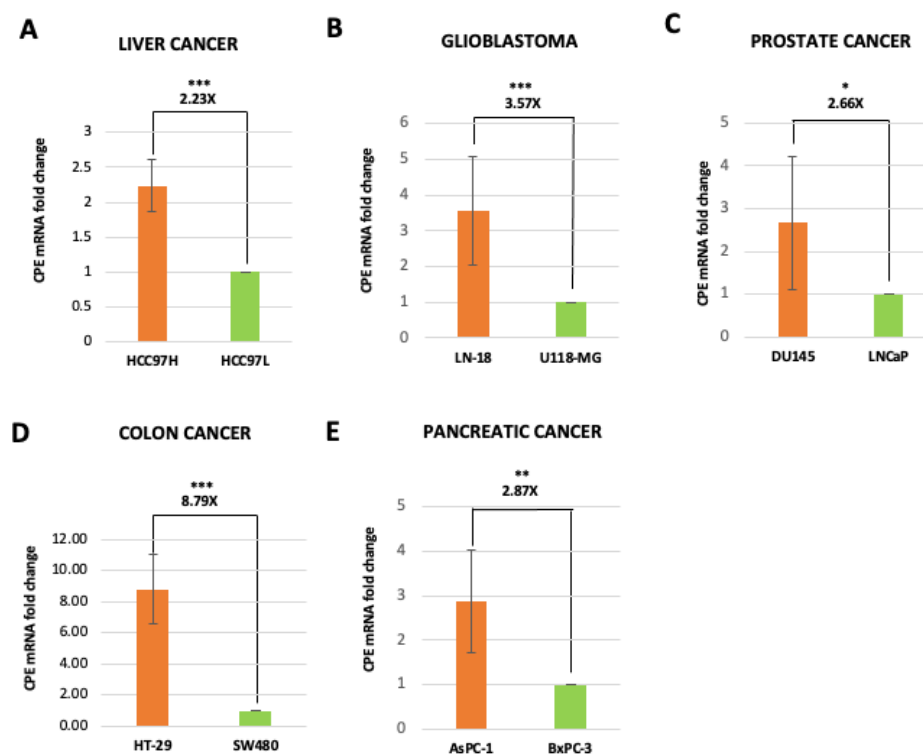 A
LIVER CANCER
***
2.23X
CPE mRNA fold change
3
2.5
2
1.5
1
0.5
0
HCC97H HCC97L
B
GLIOBLASTOMA
***
3.57X
CPE mRNA fold change
6
5
4
3
2
1
0
LN-18 U118-MG
C
PROSTATE CANCER
*
2.66X
CPE mRNA fold change
5
4
3
2
1
0
DU145 LNCaP
D
COLON CANCER
***
8.79X
CPE mRNA fold change
12.00
10.00
8.00
6.00
4.00
2.00
0.00
HT-29 SW480
E
PANCREATIC CANCER
**
2.87X
CPE mRNA fold change
5
4
3
2
1
0
AsPC-1 BxPC-3